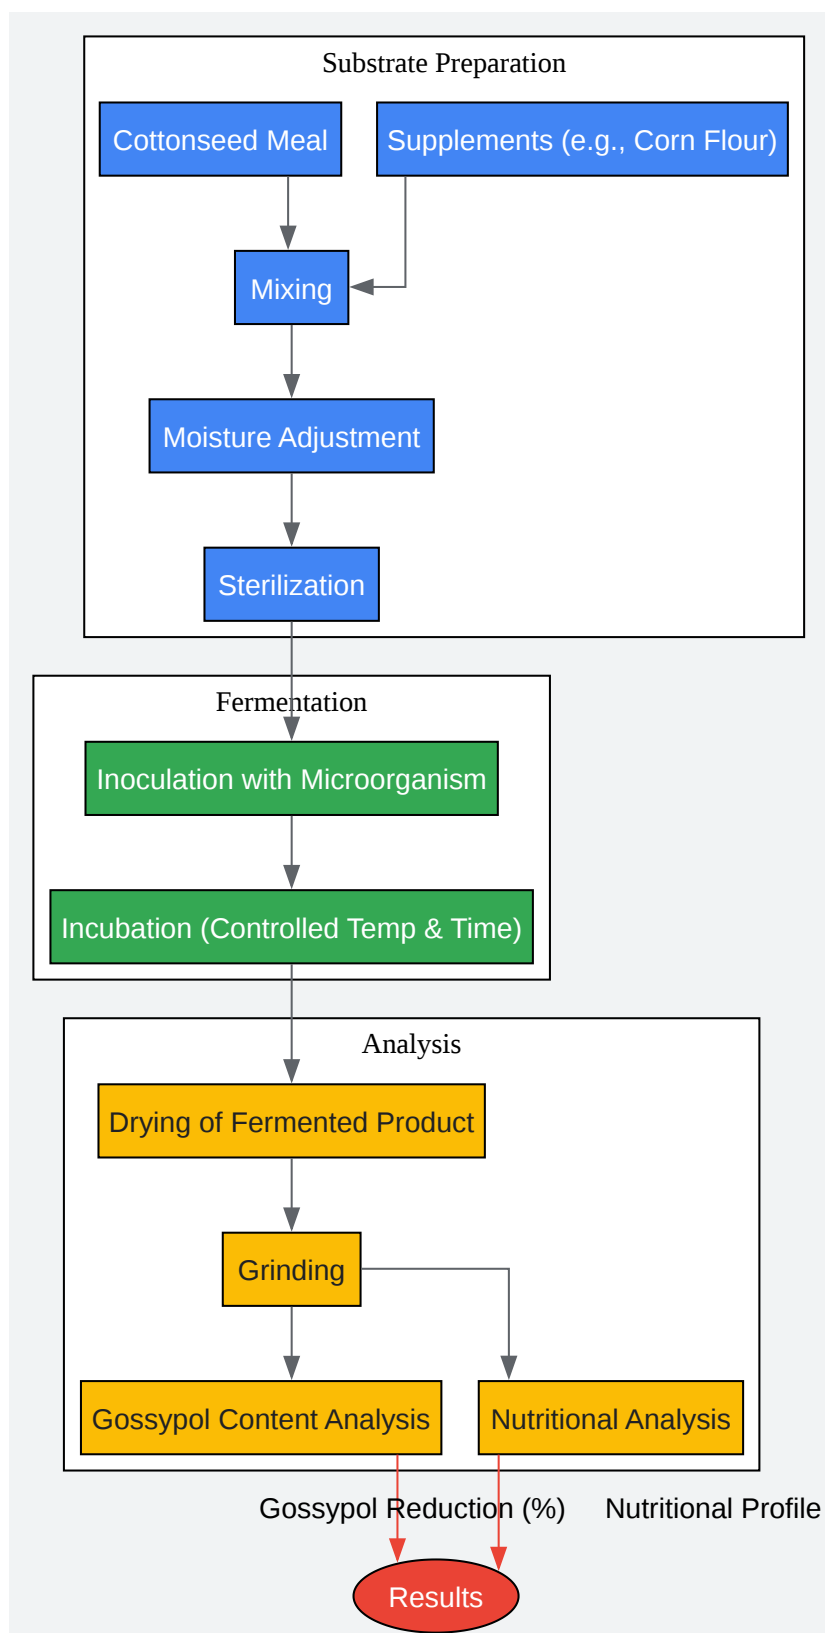 Substrate Preparation
Cottonseed Meal
Supplements (e.g., Corn Flour)
Mixing
Moisture Adjustment
Sterilization
Fermentation
Inoculation with Microorganism
Incubation (Controlled Temp & Time)
Analysis
Drying of Fermented Product
Grinding
Gossypol Content Analysis
Nutritional Analysis
Gossypol Reduction (%)
Nutritional Profile
Results